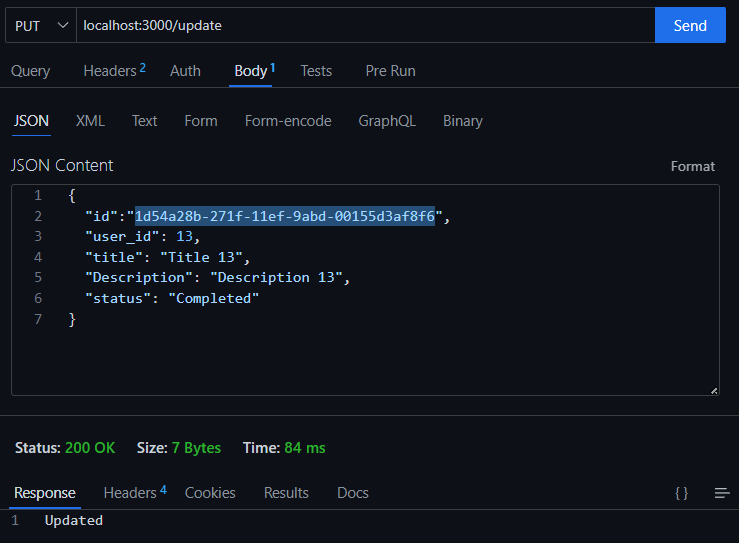 PUT localhost:3000/update Send
Query Headers 2 Auth Body 1 Tests Pre Run
JSON XML Text Form Form-encode GraphQL Binary
JSON Content Format
1 {
2 "id":"1d54a28b-271f-11ef-9abd-00155d3af8f6",
3 "user_id": 13,
4 "title": "Title 13",
5 "Description": "Description 13",
6 "status": "Completed"
7 }
Status: 200 OK Size: 7 Bytes Time: 84 ms
Response Headers 4 Cookies Results Docs { }
1 Updated